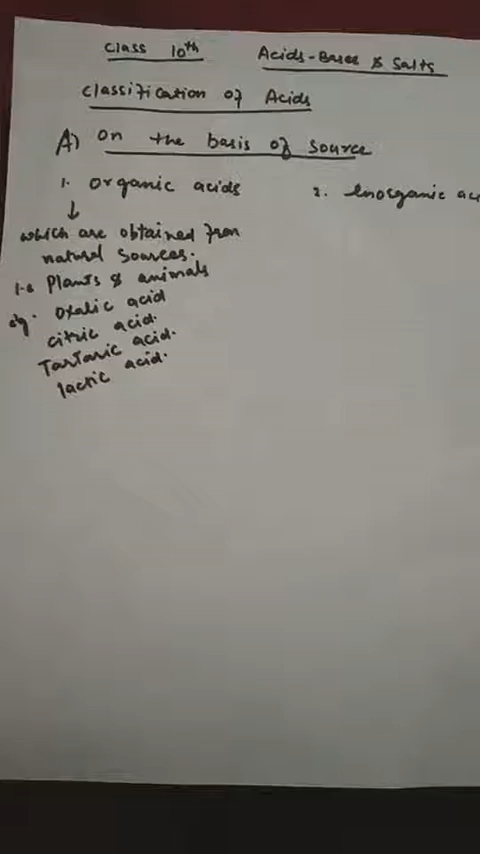 Class 10th Acids-Bases & Salts
Classification of Acids
A) On the basis of source
1. Organic acids 2. Inorganic ac
↓
which are obtained from
natural sources.
i.e Plants & animals
eg. Oxalic acid
citric acid.
Tartaric acid.
lactic acid.